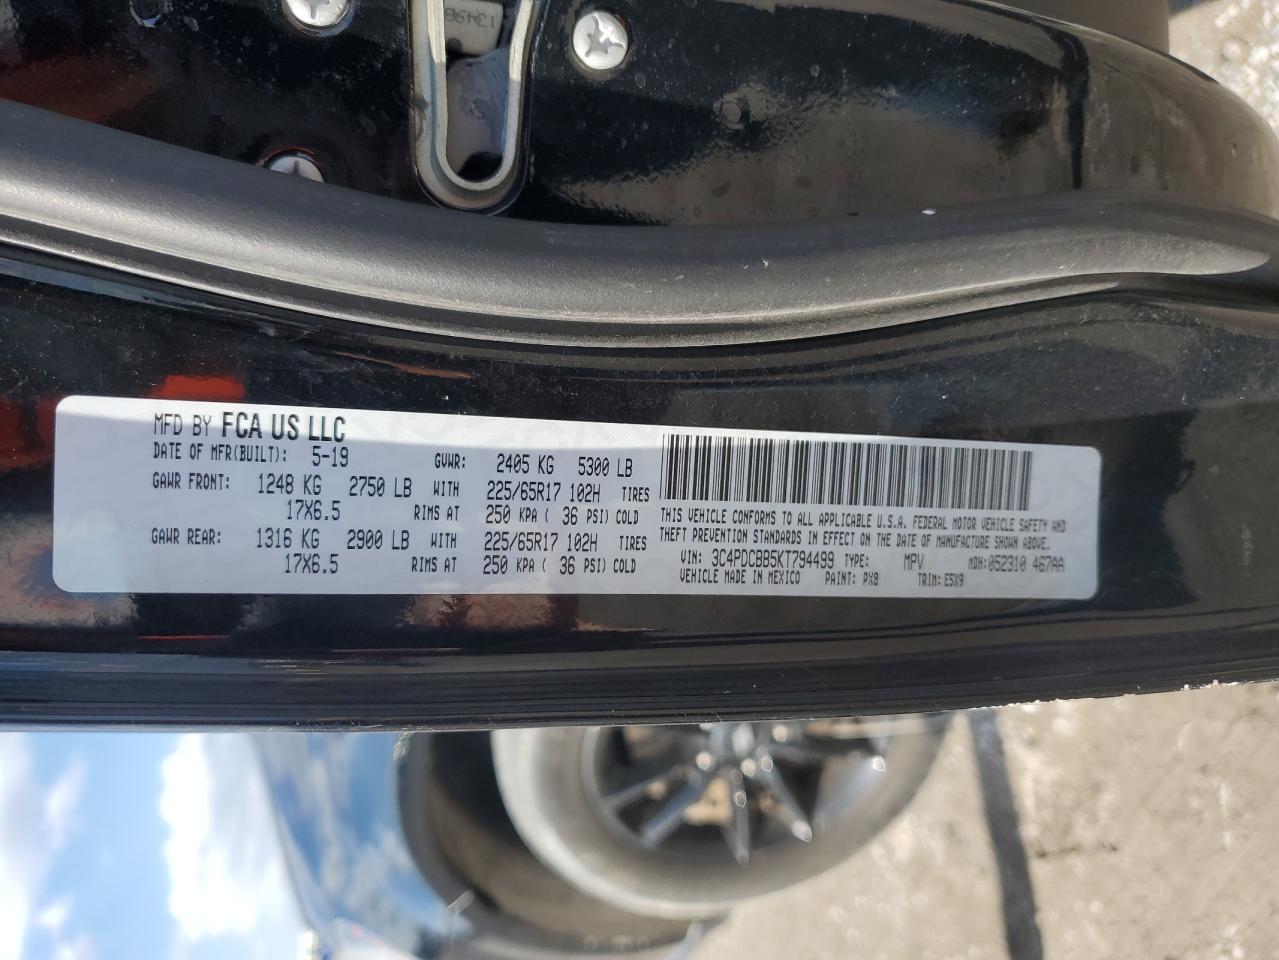 1349B
MFD BY FCA US LLC
DATE OF MFR(BUILT): 5-19 GVWR: 2405 KG 5300 LB
GAWR FRONT: 1248 KG 2750 LB WITH 225/65R17 102H TIRES
17X6.5 RIMS AT 250 KPA ( 36 PSI) COLD
GAWR REAR: 1316 KG 2900 LB WITH 225/65R17 102H TIRES
17X6.5 RIMS AT 250 KPA ( 36 PSI) COLD
THIS VEHICLE CONFORMS TO ALL APPLICABLE U.S.A. FEDERAL MOTOR VEHICLE SAFETY AND
THEFT PREVENTION STANDARDS IN EFFECT ON THE DATE OF MANUFACTURE SHOWN ABOVE.
VIN: 3C4PDCBB5KT794499 TYPE: MPV MDH: 052310 467AA
VEHICLE MADE IN MEXICO PAINT: PX8 TRIM: E5X9